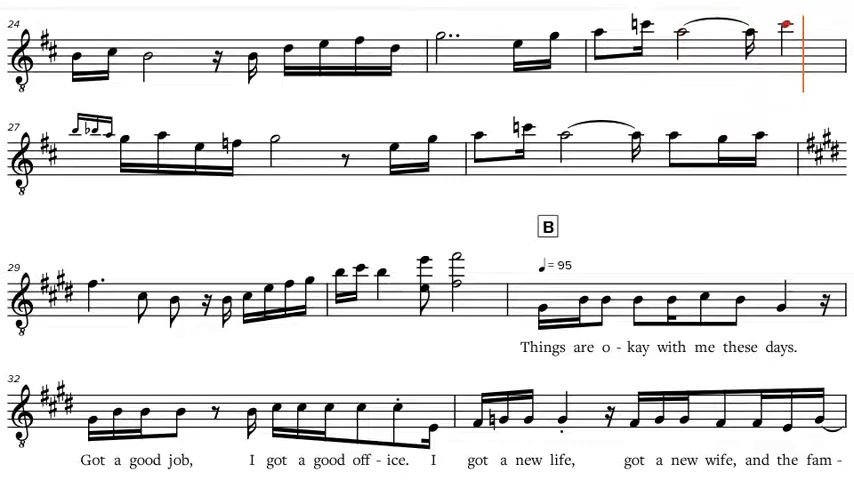 24
27
B
29
= 95
Things are o - kay with me these days.
32
Got a good job, I got a good off - ice. I got a new life, got a new wife, and the fam -